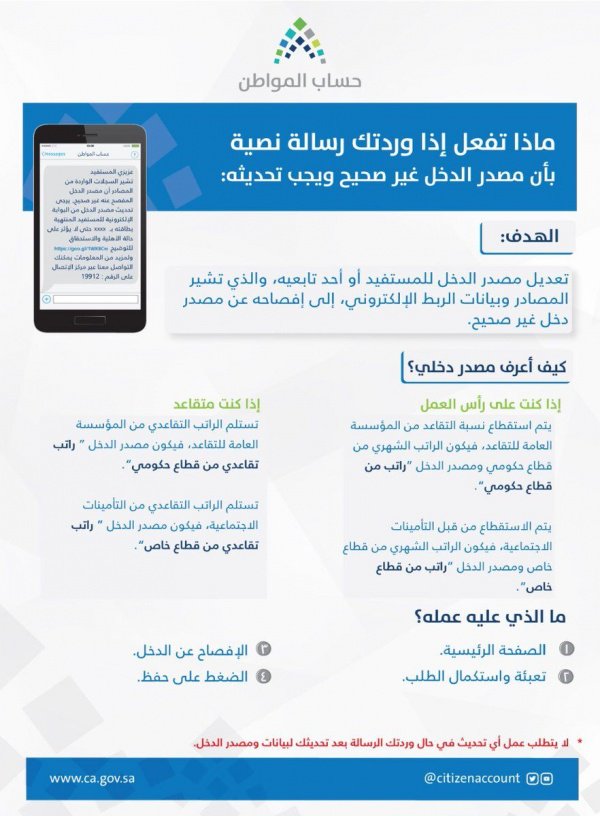 حساب المواطن
ماذا تفعل إذا وردتك رسالة نصية
بأن مصدر الدخل غير صحيح ويجب تحديثه:
Messages
حساب المواطن
عزيزي المستفيد
تشير السجلات الواردة من
المصادر أن مصدر الدخل
المفصح عنه غير صحيح. يرجى
تحديث مصدر الدخل من البوابة
الإلكترونية للمستفيد المنتهية
بطاقته بـ xxxx حتى لا يؤثر على
حالة الأهلية والاستحقاق
للتوضيح
ولمزيد من المعلومات يمكنك
التواصل معنا عبر مركز الإتصال
على الرقم : 19912
الهدف:
تعديل مصدر الدخل للمستفيد أو أحد تابعيه، والذي تشير
المصادر وبيانات الربط الإلكتروني، إلى إفصاحه عن مصدر
دخل غير صحيح.
كيف أعرف مصدر دخلي؟
إذا كنت على رأس العمل
يتم استقطاع نسبة التقاعد من المؤسسة
العامة للتقاعد، فيكون الراتب الشهري من
قطاع حكومي ومصدر الدخل "راتب من
قطاع حكومي".
يتم الاستقطاع من قبل التأمينات
الاجتماعية، فيكون الراتب الشهري من قطاع
خاص ومصدر الدخل "راتب من قطاع
خاص".
إذا كنت متقاعد
تستلم الراتب التقاعدي من المؤسسة
العامة للتقاعد، فيكون مصدر الدخل " راتب
تقاعدي من قطاع حكومي".
تستلم الراتب التقاعدي من التأمينات
الاجتماعية، فيكون مصدر الدخل " راتب
تقاعدي من قطاع خاص".
ما الذي عليه عمله؟
١ الصفحة الرئيسية.
٢ تعبئة واستكمال الطلب.
٣ الإفصاح عن الدخل.
٤ الضغط على حفظ.
* لا يتطلب عمل أي تحديث في حال وردتك الرسالة بعد تحديثك لبيانات ومصدر الدخل.
@citizenaccount
www.ca.gov.sa